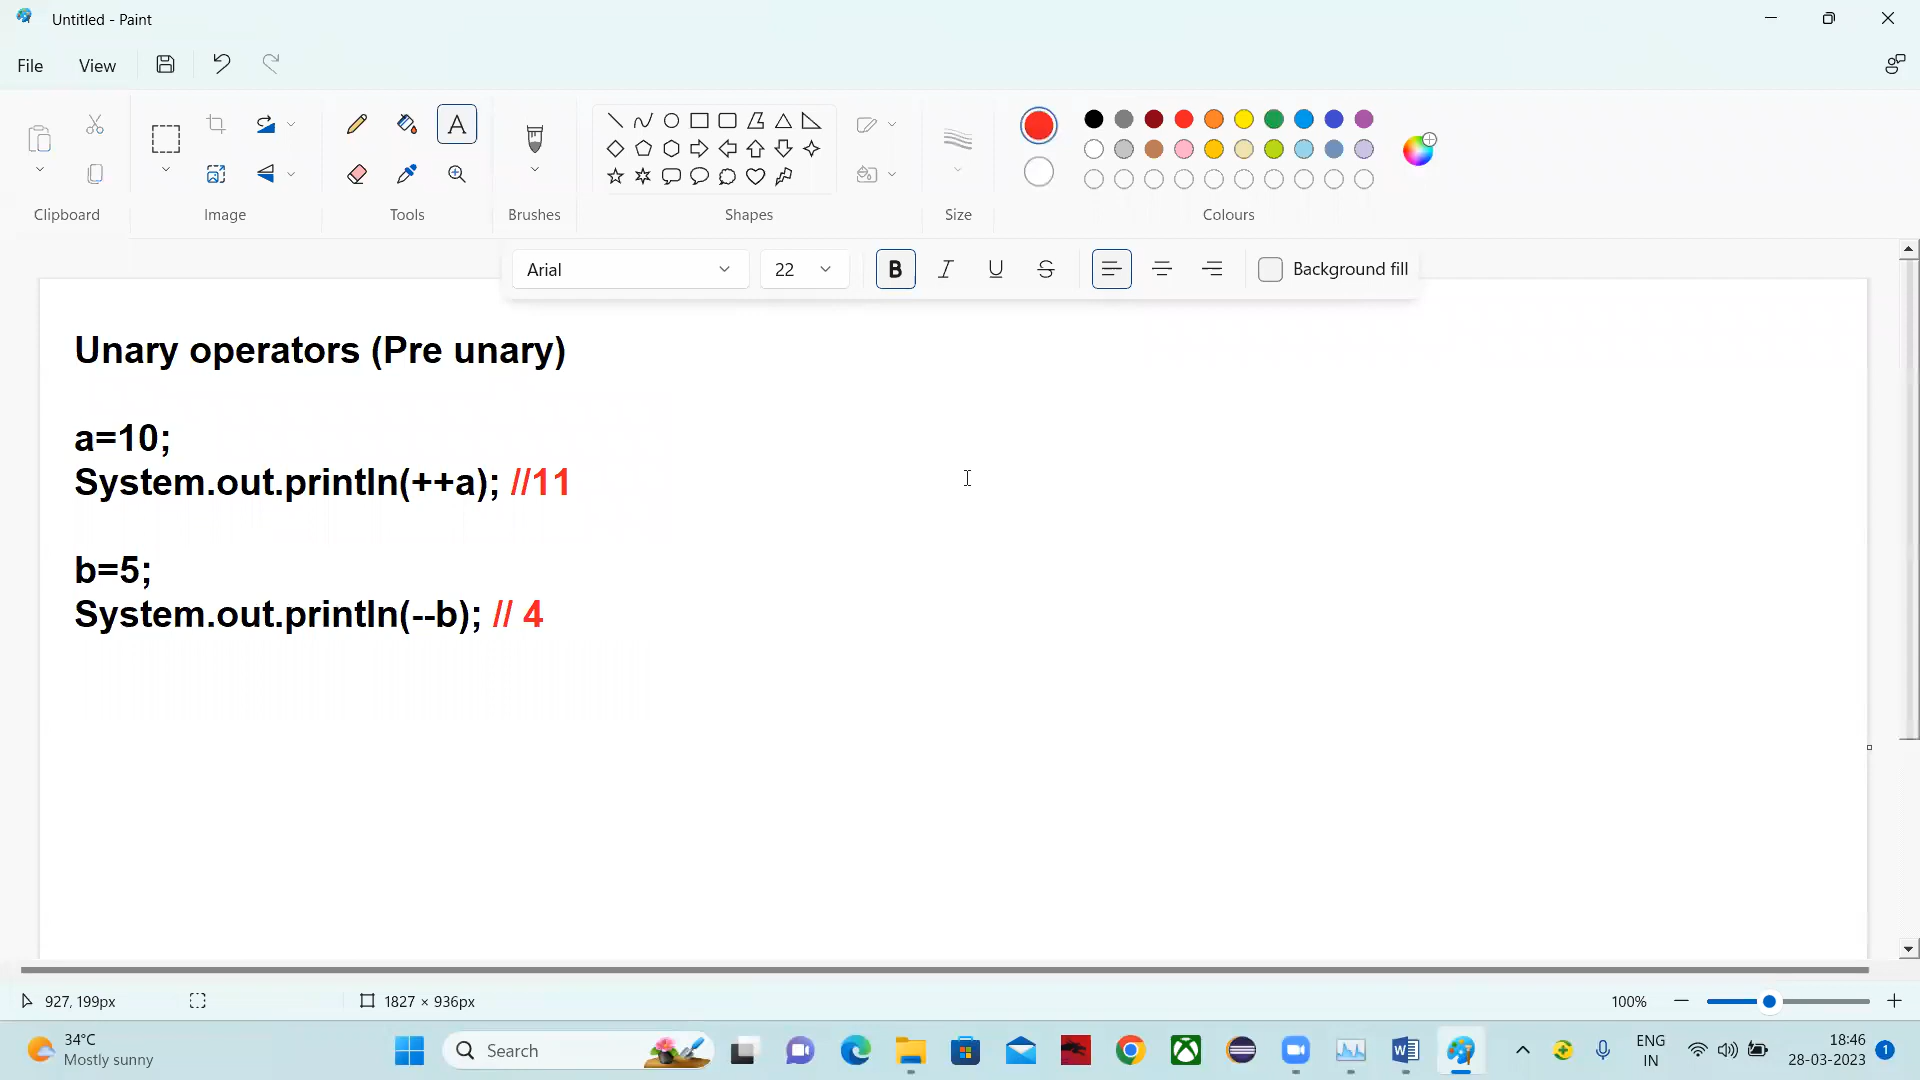 Untitled - Paint
File View
Clipboard Image Tools Brushes Shapes Size Colours
Arial 22 B I U S A Background fill
Unary operators (Pre unary)
a=10;
System.out.println(++a); //11
b=5;
System.out.println(--b); // 4
927, 199px 1827 × 936px 100%
34°C
Mostly sunny
Search
ENG
IN
18:46
28-03-2023
1